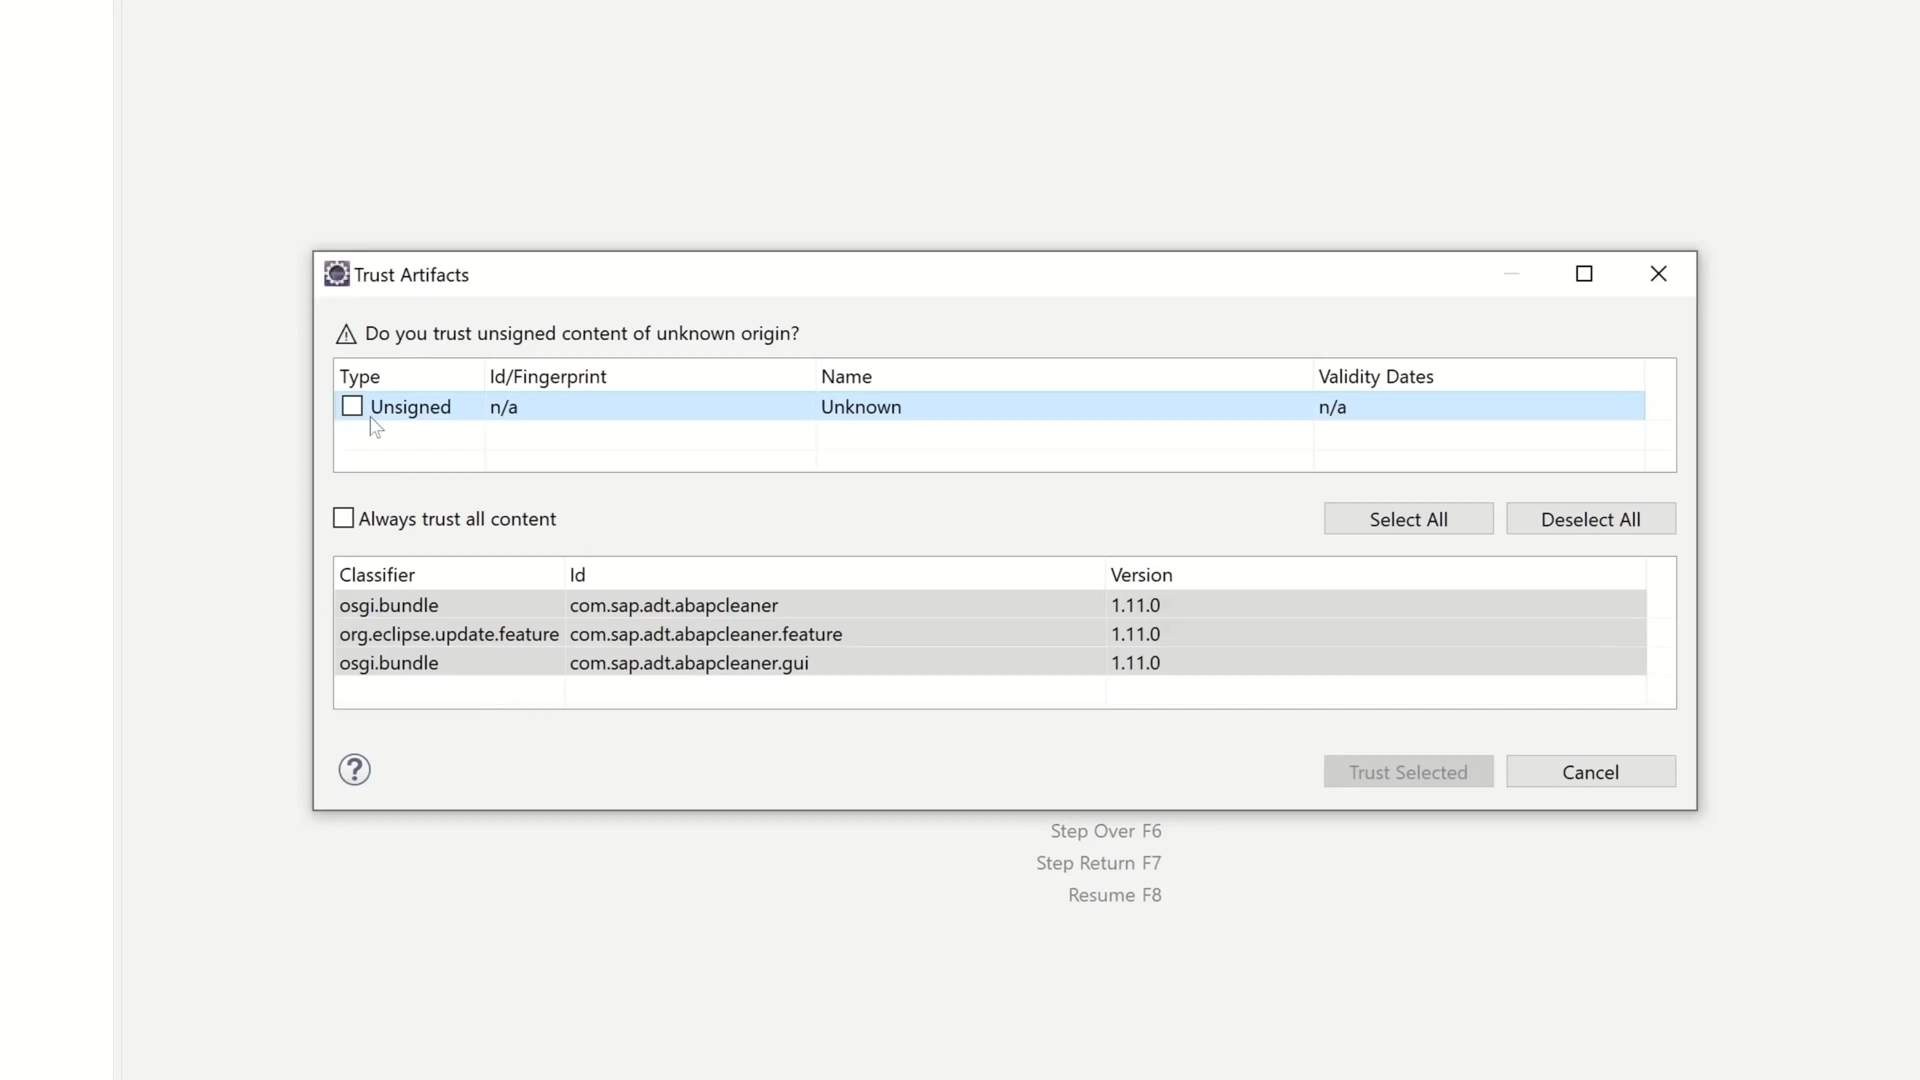 Trust Artifacts
Do you trust unsigned content of unknown origin?
Type Id/Fingerprint Name Validity Dates
Unsigned n/a Unknown n/a
Always trust all content Select All Deselect All
Classifier Id Version
osgi.bundle com.sap.adt.abapcleaner 1.11.0
org.eclipse.update.feature com.sap.adt.abapcleaner.feature 1.11.0
osgi.bundle com.sap.adt.abapcleaner.gui 1.11.0
? Trust Selected Cancel
Step Over F6
Step Return F7
Resume F8